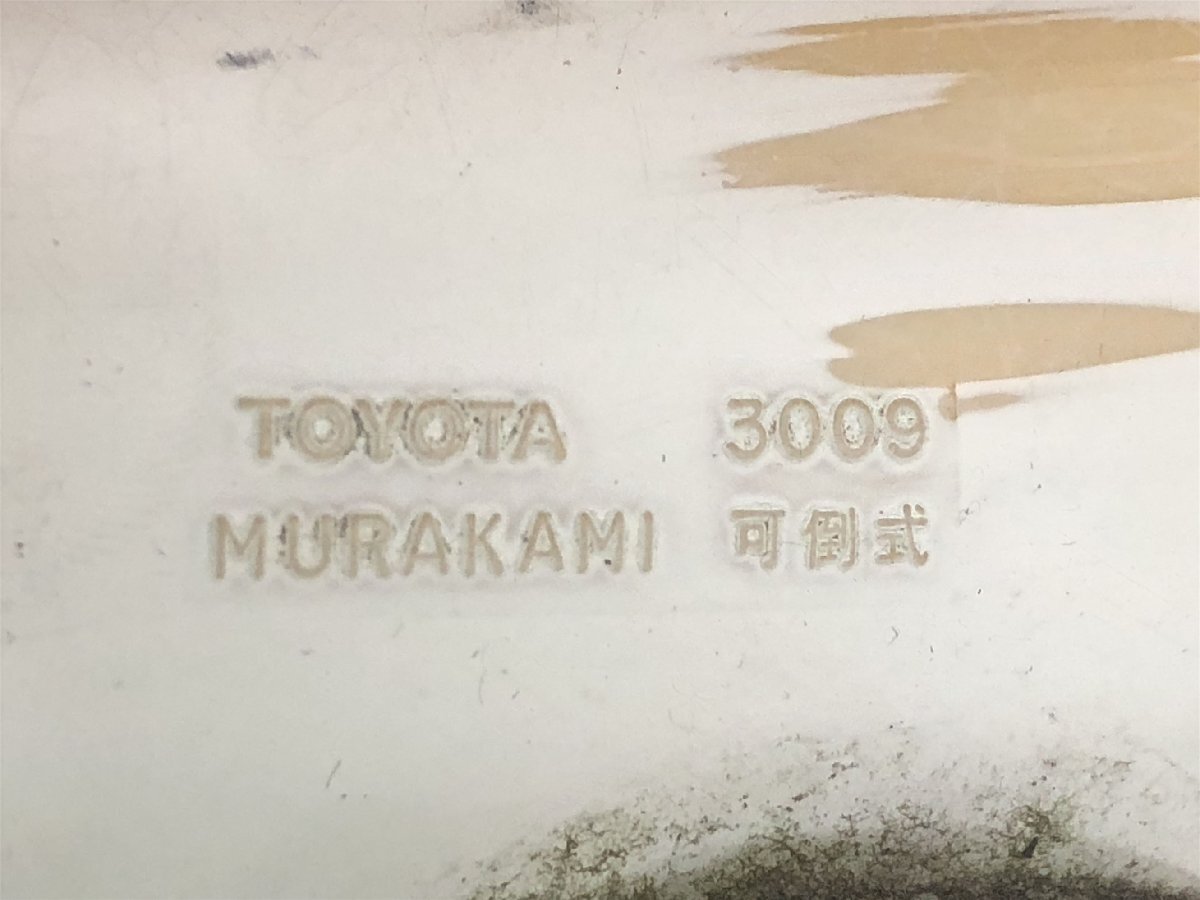 TOYOTA 3009
MURAKAMI 可倒式